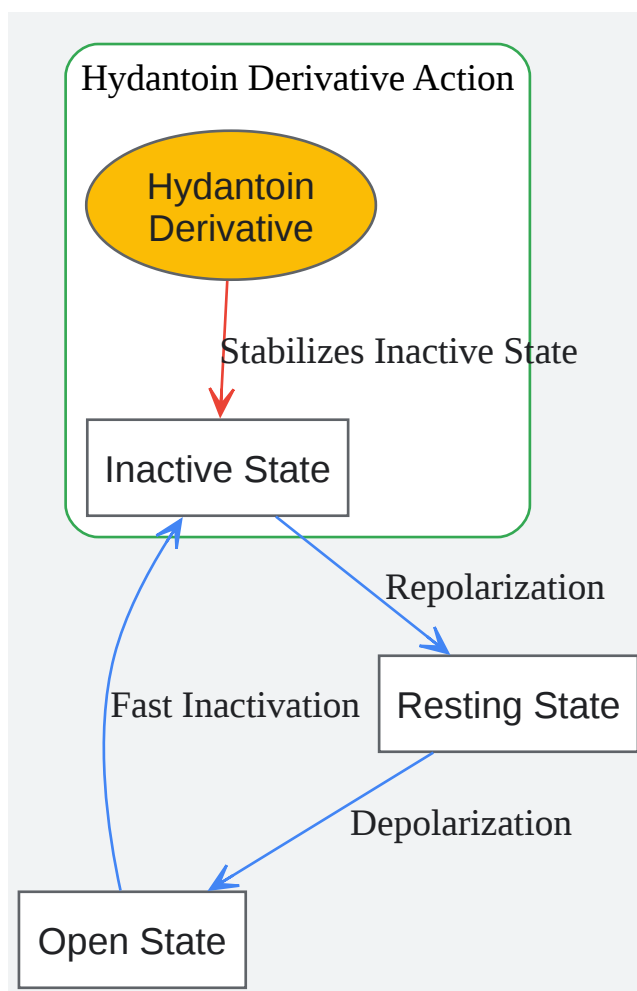 Hydantoin Derivative Action
Hydantoin
Derivative
Stabilizes Inactive State
Inactive State
Repolarization
Fast Inactivation
Resting State
Depolarization
Open State